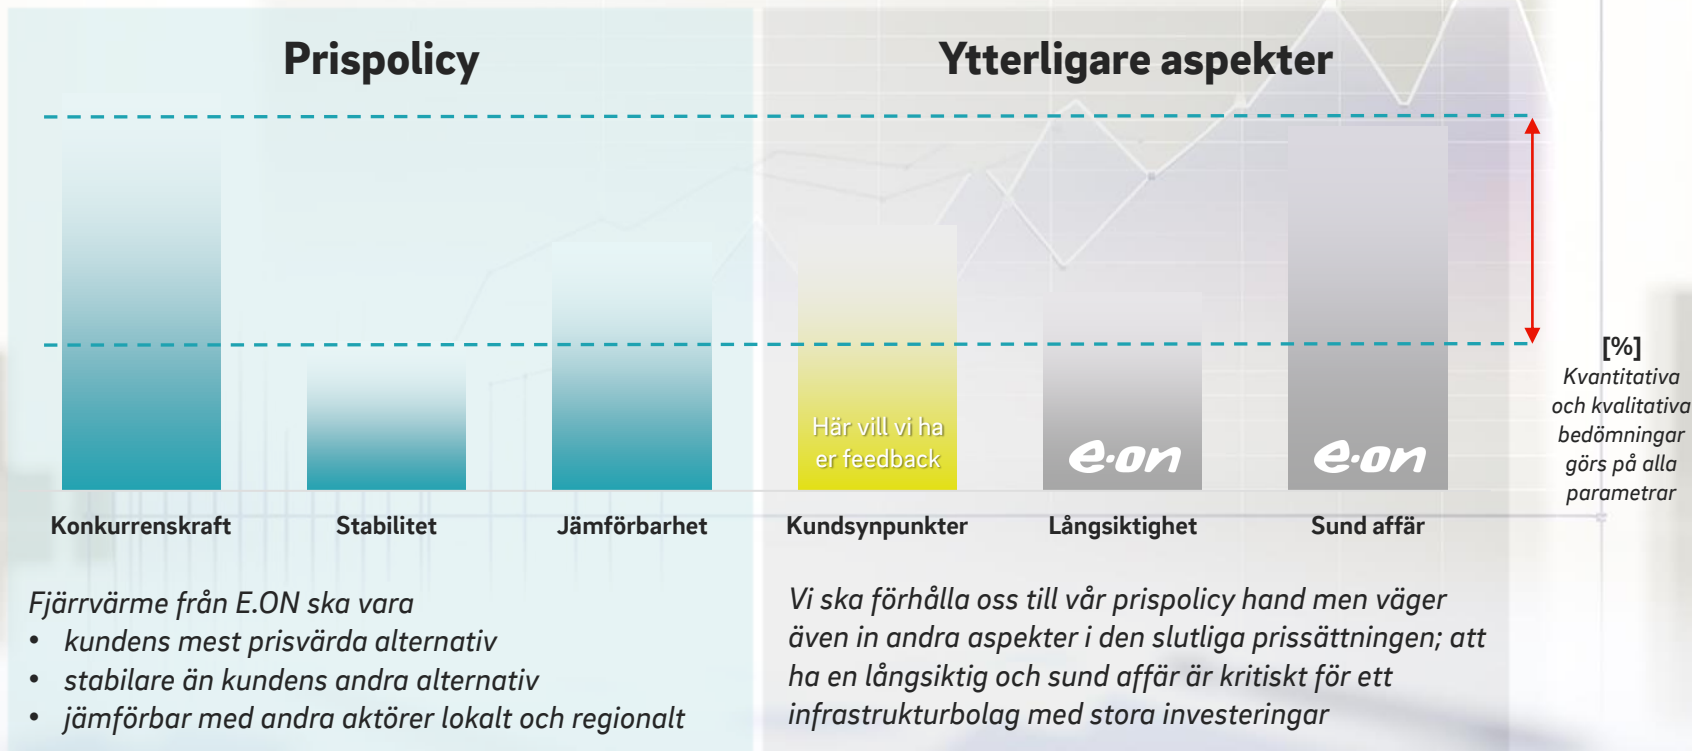 Prispolicy
Ytterligare aspekter
Här vill vi ha
er feedback
e·on
e·on
Konkurrenskraft
Stabilitet
Jämförbarhet
Kundsynpunkter
Långsiktighet
Sund affär
[%]
Kvantitativa
och kvalitativa
bedömningar
görs på alla
parametrar
Fjärrvärme från E.ON ska vara
• kundens mest prisvärda alternativ
• stabilare än kundens andra alternativ
• jämförbar med andra aktörer lokalt och regionalt
Vi ska förhålla oss till vår prispolicy hand men väger
även in andra aspekter i den slutliga prissättningen; att
ha en långsiktig och sund affär är kritiskt för ett
infrastrukturbolag med stora investeringar